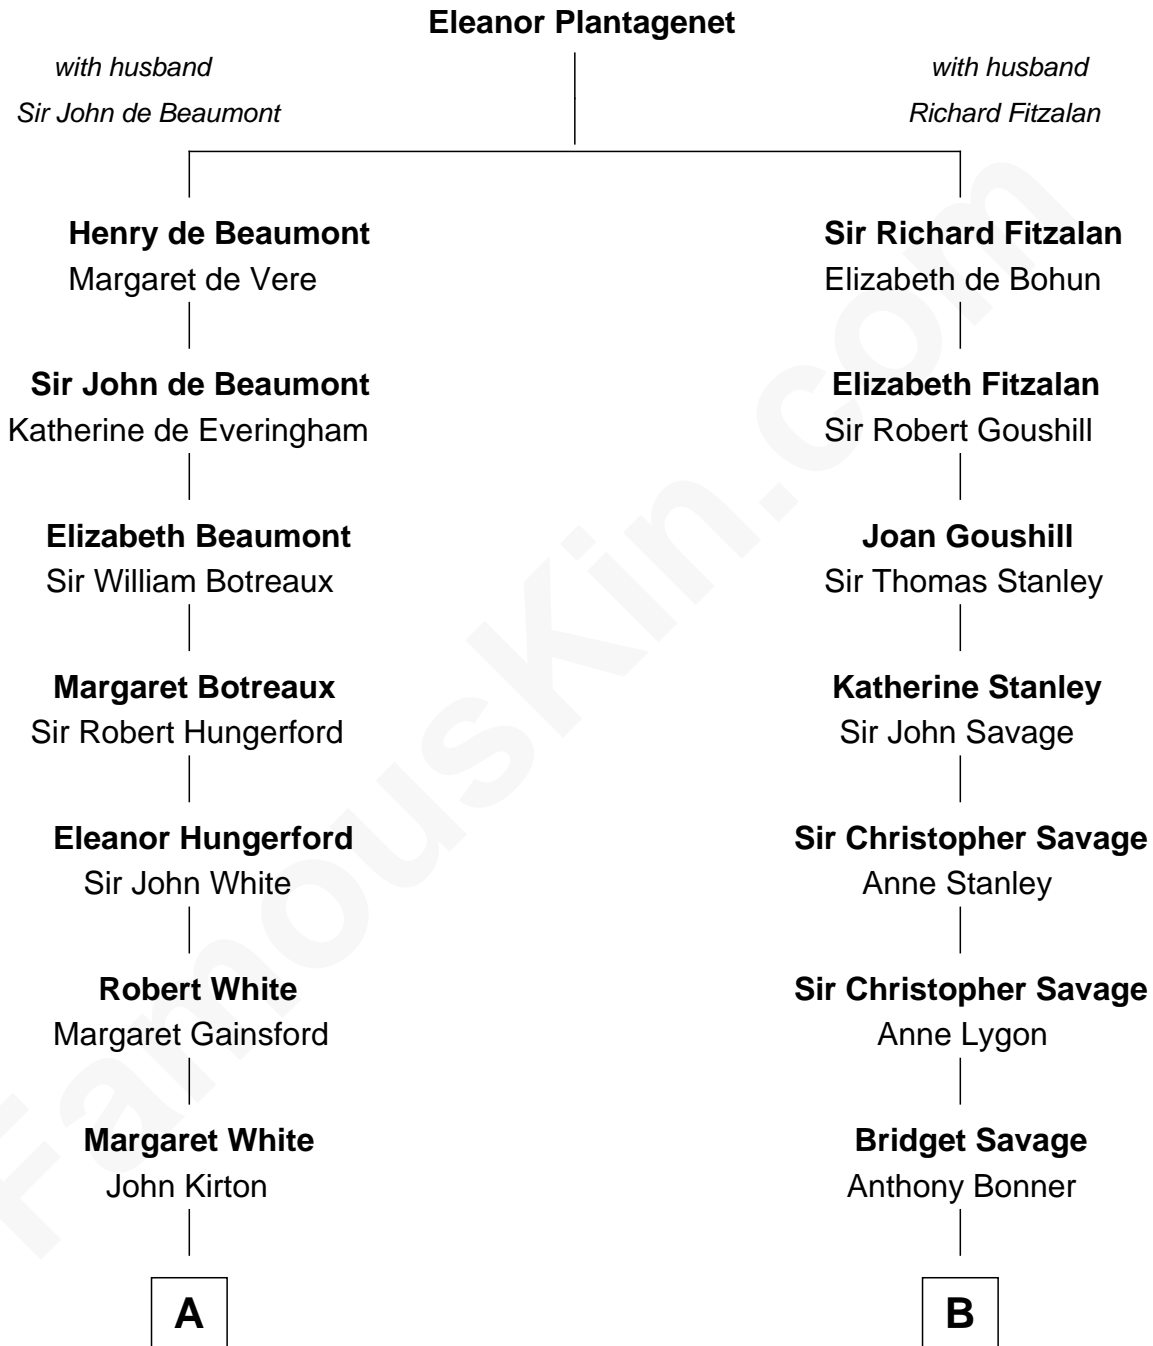 Eleanor Plantagenet
with husband
Sir John de Beaumont
with husband
Richard Fitzalan
Henry de Beaumont
Margaret de Vere
Sir John de Beaumont
Katherine de Everingham
Elizabeth Beaumont
Sir William Botreaux
Margaret Botreaux
Sir Robert Hungerford
Eleanor Hungerford
Sir John White
Robert White
Margaret Gainsford
Margaret White
John Kirton
A
Sir Richard Fitzalan
Elizabeth de Bohun
Elizabeth Fitzalan
Sir Robert Goushill
Joan Goushill
Sir Thomas Stanley
Katherine Stanley
Sir John Savage
Sir Christopher Savage
Anne Stanley
Sir Christopher Savage
Anne Lygon
Bridget Savage
Anthony Bonner
B
FamousKin.com